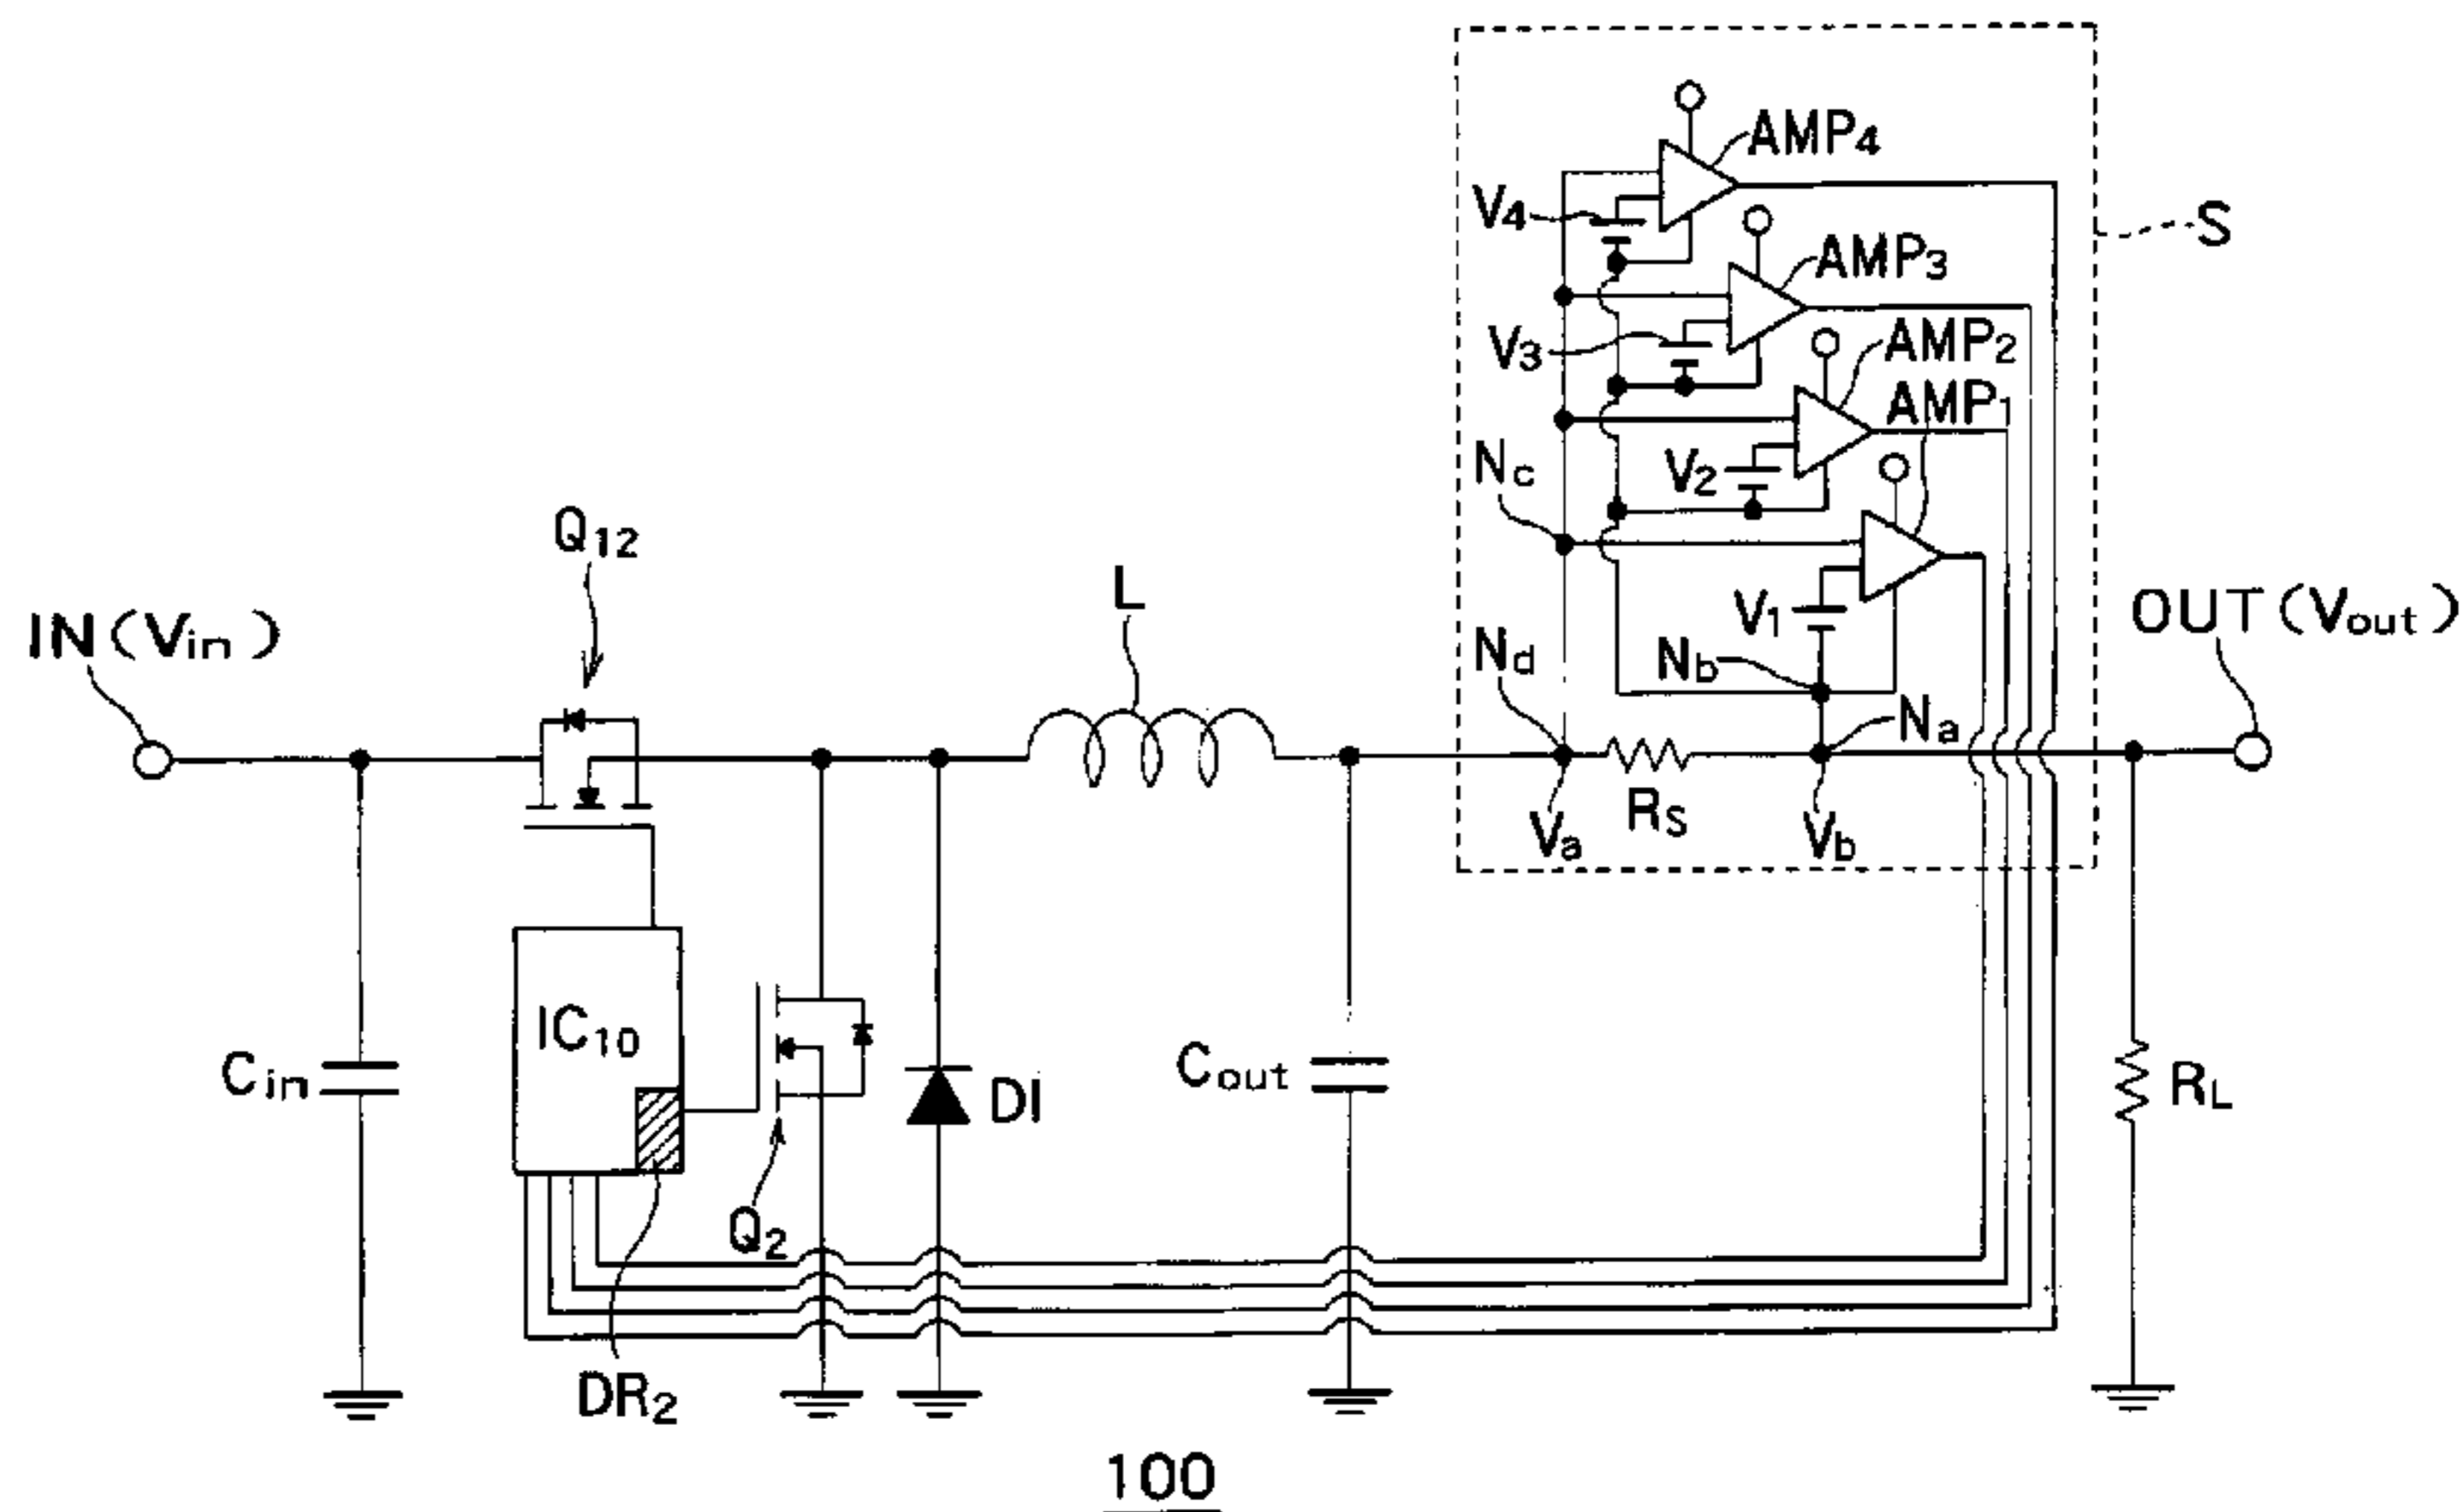 AMP4
V4
S
AMP3
V3
AMP2
AMP1
Nc
V2
Q12
L
IN(Vin)
V1
OUT(Vout)
Nd
Nb
Na
Va
RS
Vb
IC10
Cin
Cout
DI
RL
Q2
DR2
100